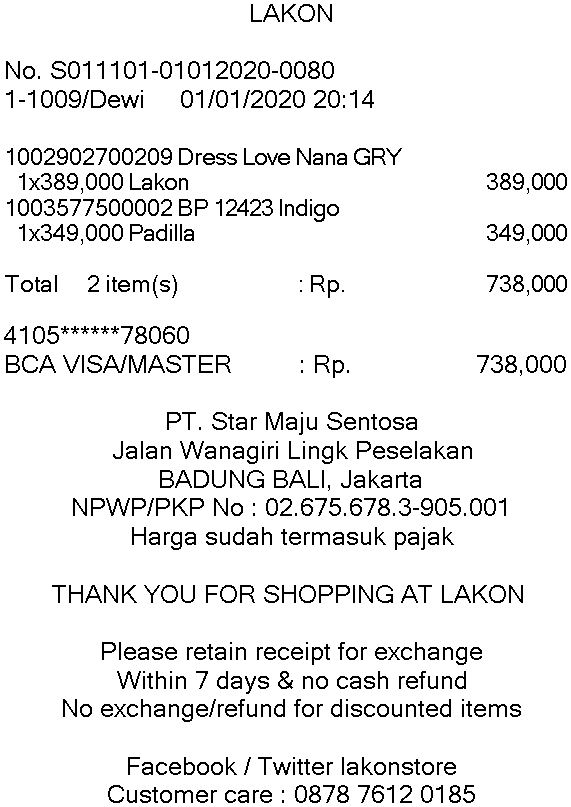 LAKON
No. S011101-01012020-0080
1-1009/Dewi 01/01/2020 20:14
1002902700209 Dress Love Nana GRY
1x389,000 Lakon 389,000
1003577500002 BP 12423 Indigo
1x349,000 Padilla 349,000
Total 2 item(s) : Rp. 738,000
4105******78060
BCA VISA/MASTER : Rp. 738,000
PT. Star Maju Sentosa
Jalan Wanagiri Lingk Peselakan
BADUNG BALI, Jakarta
NPWP/PKP No : 02.675.678.3-905.001
Harga sudah termasuk pajak
THANK YOU FOR SHOPPING AT LAKON
Please retain receipt for exchange
Within 7 days & no cash refund
No exchange/refund for discounted items
Facebook / Twitter lakonstore
Customer care : 0878 7612 0185